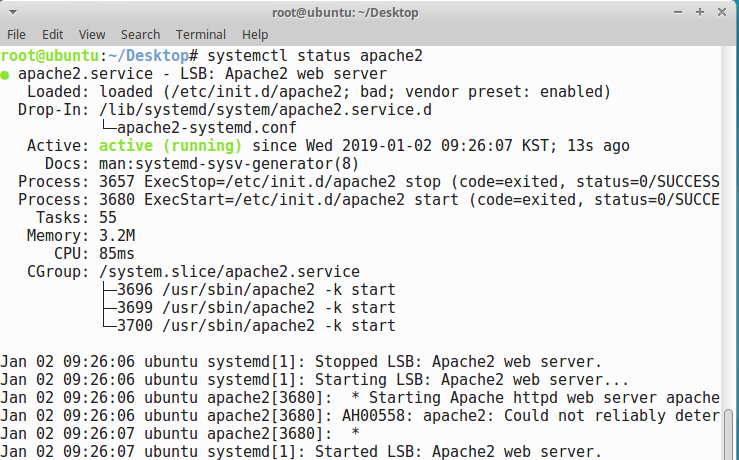 root@ubuntu: ~/Desktop
File Edit View Search Terminal Help
root@ubuntu:~/Desktop# systemctl status apache2
● apache2.service - LSB: Apache2 web server
   Loaded: loaded (/etc/init.d/apache2; bad; vendor preset: enabled)
  Drop-In: /lib/systemd/system/apache2.service.d
           └─apache2-systemd.conf
   Active: active (running) since Wed 2019-01-02 09:26:07 KST; 13s ago
     Docs: man:systemd-sysv-generator(8)
  Process: 3657 ExecStop=/etc/init.d/apache2 stop (code=exited, status=0/SUCCESS
  Process: 3680 ExecStart=/etc/init.d/apache2 start (code=exited, status=0/SUCCE
    Tasks: 55
   Memory: 3.2M
      CPU: 85ms
   CGroup: /system.slice/apache2.service
           ├─3696 /usr/sbin/apache2 -k start
           ├─3699 /usr/sbin/apache2 -k start
           └─3700 /usr/sbin/apache2 -k start

Jan 02 09:26:06 ubuntu systemd[1]: Stopped LSB: Apache2 web server.
Jan 02 09:26:06 ubuntu systemd[1]: Starting LSB: Apache2 web server...
Jan 02 09:26:06 ubuntu apache2[3680]:  * Starting Apache httpd web server apache
Jan 02 09:26:06 ubuntu apache2[3680]: AH00558: apache2: Could not reliably deter
Jan 02 09:26:07 ubuntu apache2[3680]:  *
Jan 02 09:26:07 ubuntu systemd[1]: Started LSB: Apache2 web server.